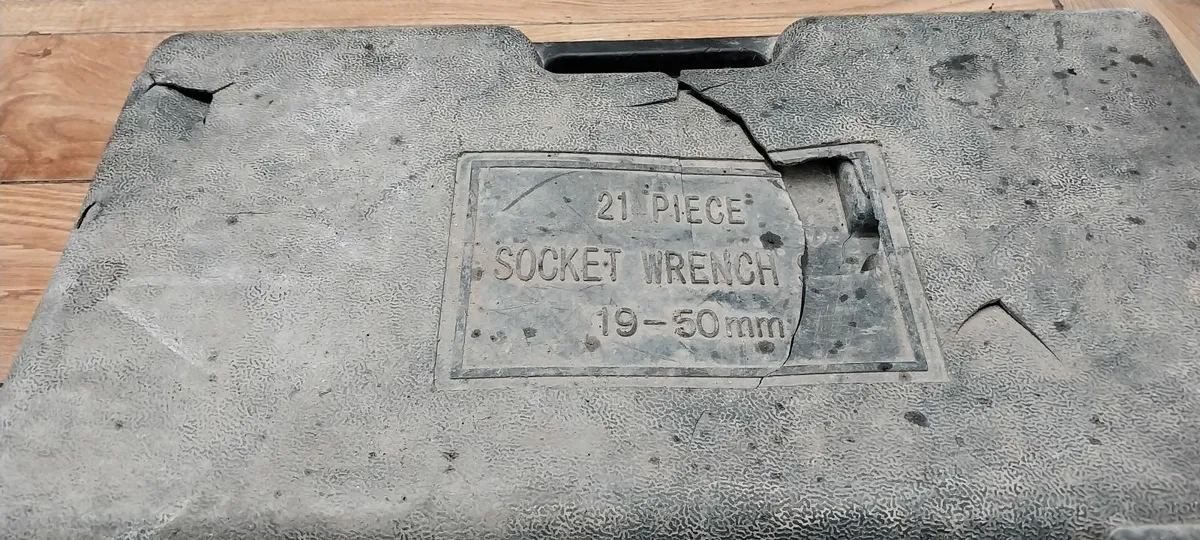 21 PIECE
SOCKET WRENCH
19-50mm